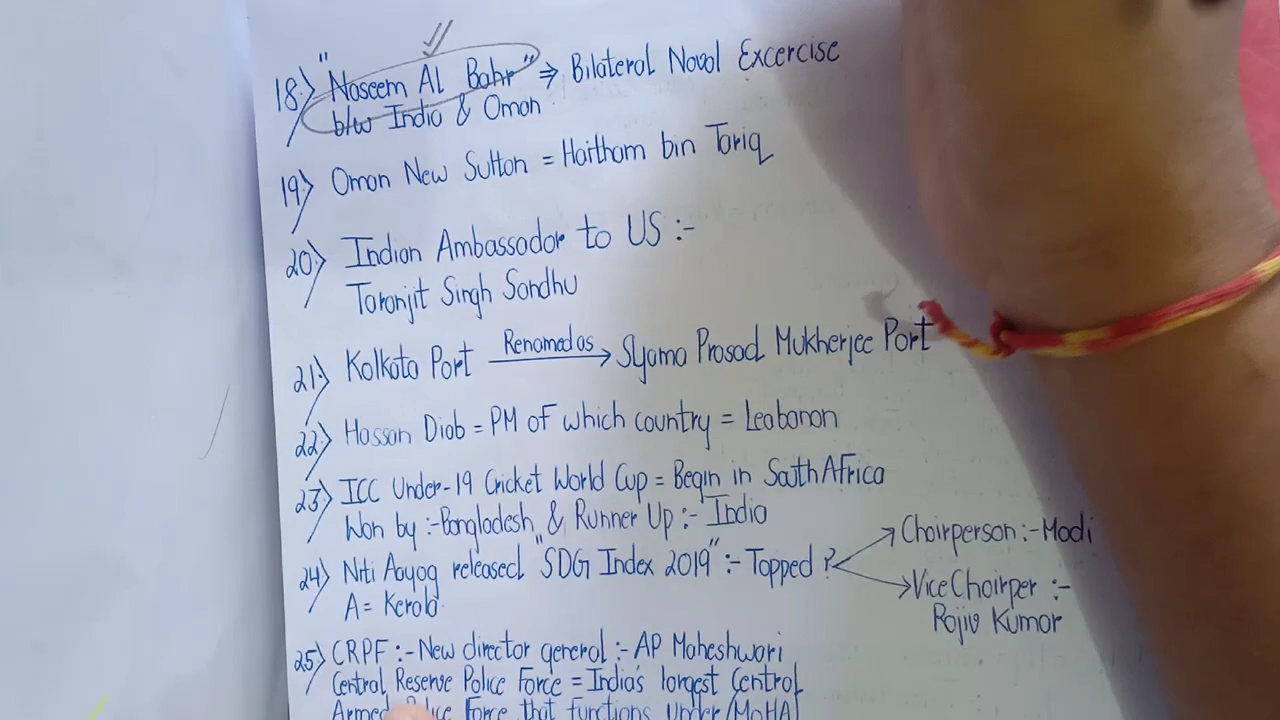 18) "Naseem Al Bahr" ⇒ Bilateral Naval Excercise
b/w India & Oman
19) Oman New Sultan = Haitham bin Tariq
20) Indian Ambassador to US :-
Taranjit Singh Sandhu
21) Kolkata Port Renamed as → Syama Prasad Mukherjee Port
22) Hassan Diab = PM of which country = Leabanon
23) ICC Under-19 Cricket World Cup = Begin in South Africa
Won by :- Bangladesh & Runner Up :- India
24) Niti Aayog released "SDG Index 2019" :- Topped ?
A = Kerala
Chairperson :- Modi
Vice Chairper :-
Rajiv Kumar
25) CRPF :- New director general :- AP Maheshwari
Central Reserve Police Force = India's largest Central
Armed Police Force that functions under (MoHA)